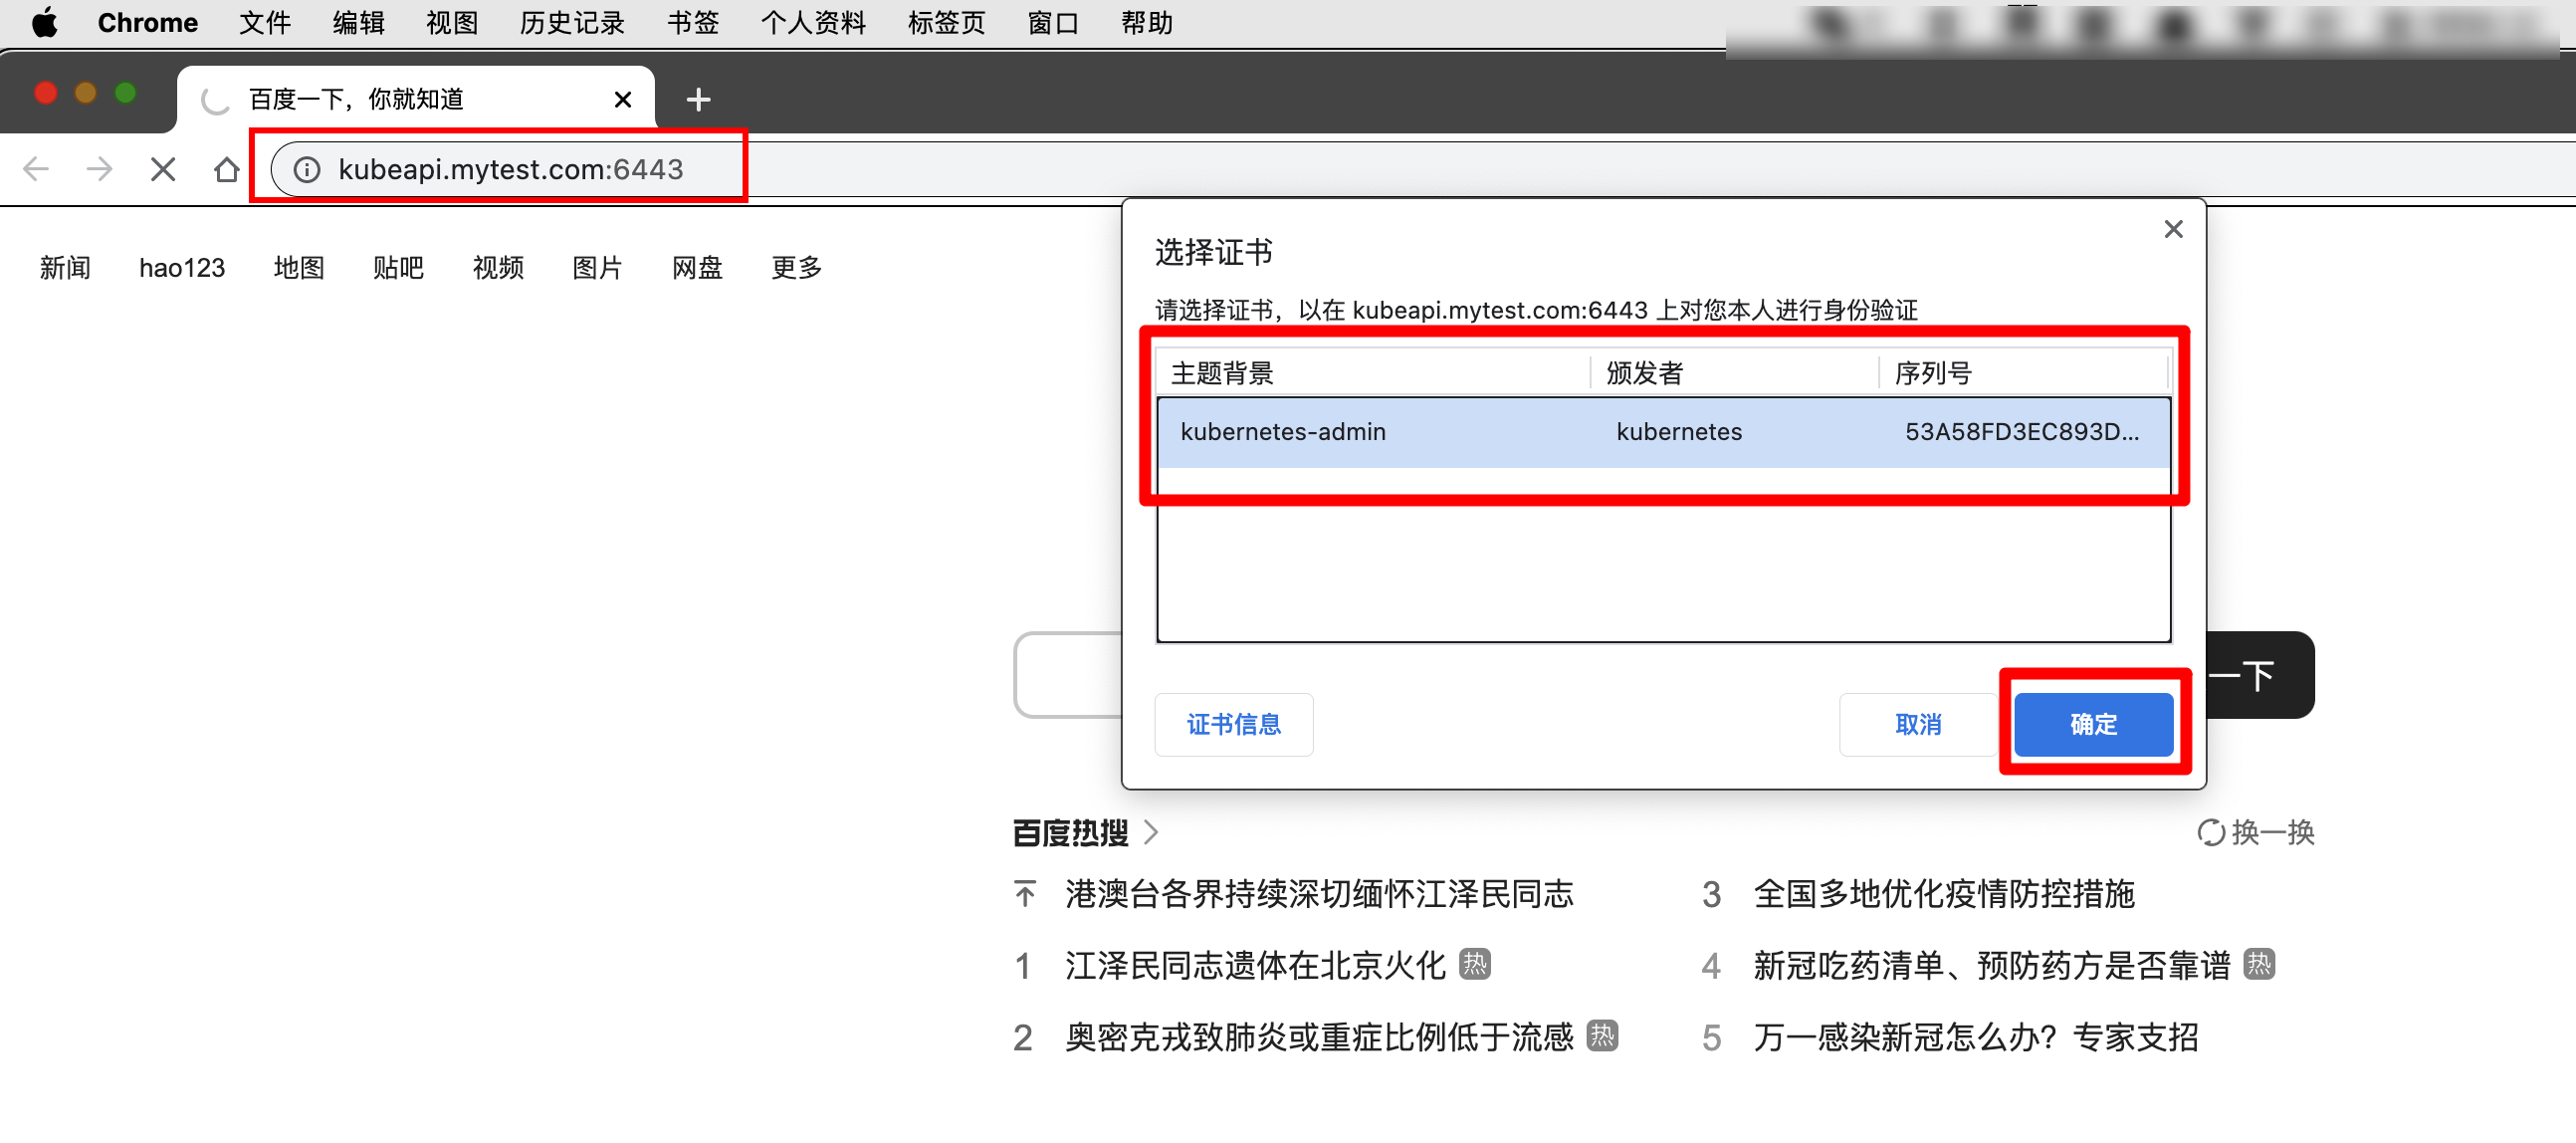 Chrome 文件 编辑 视图 历史记录 书签 个人资料 标签页 窗口 帮助
百度一下，你就知道
kubeapi.mytest.com:6443
新闻 hao123 地图 贴吧 视频 图片 网盘 更多
选择证书
请选择证书，以在 kubeapi.mytest.com:6443 上对您本人进行身份验证
主题背景 颁发者 序列号
kubernetes-admin kubernetes 53A58FD3EC893D...
一下
证书信息 取消 确定
百度热搜 换一换
港澳台各界持续深切缅怀江泽民同志
1 江泽民同志遗体在北京火化 热
2 奥密克戎致肺炎或重症比例低于流感 热
3 全国多地优化疫情防控措施
4 新冠吃药清单、预防药方是否靠谱 热
5 万一感染新冠怎么办？专家支招